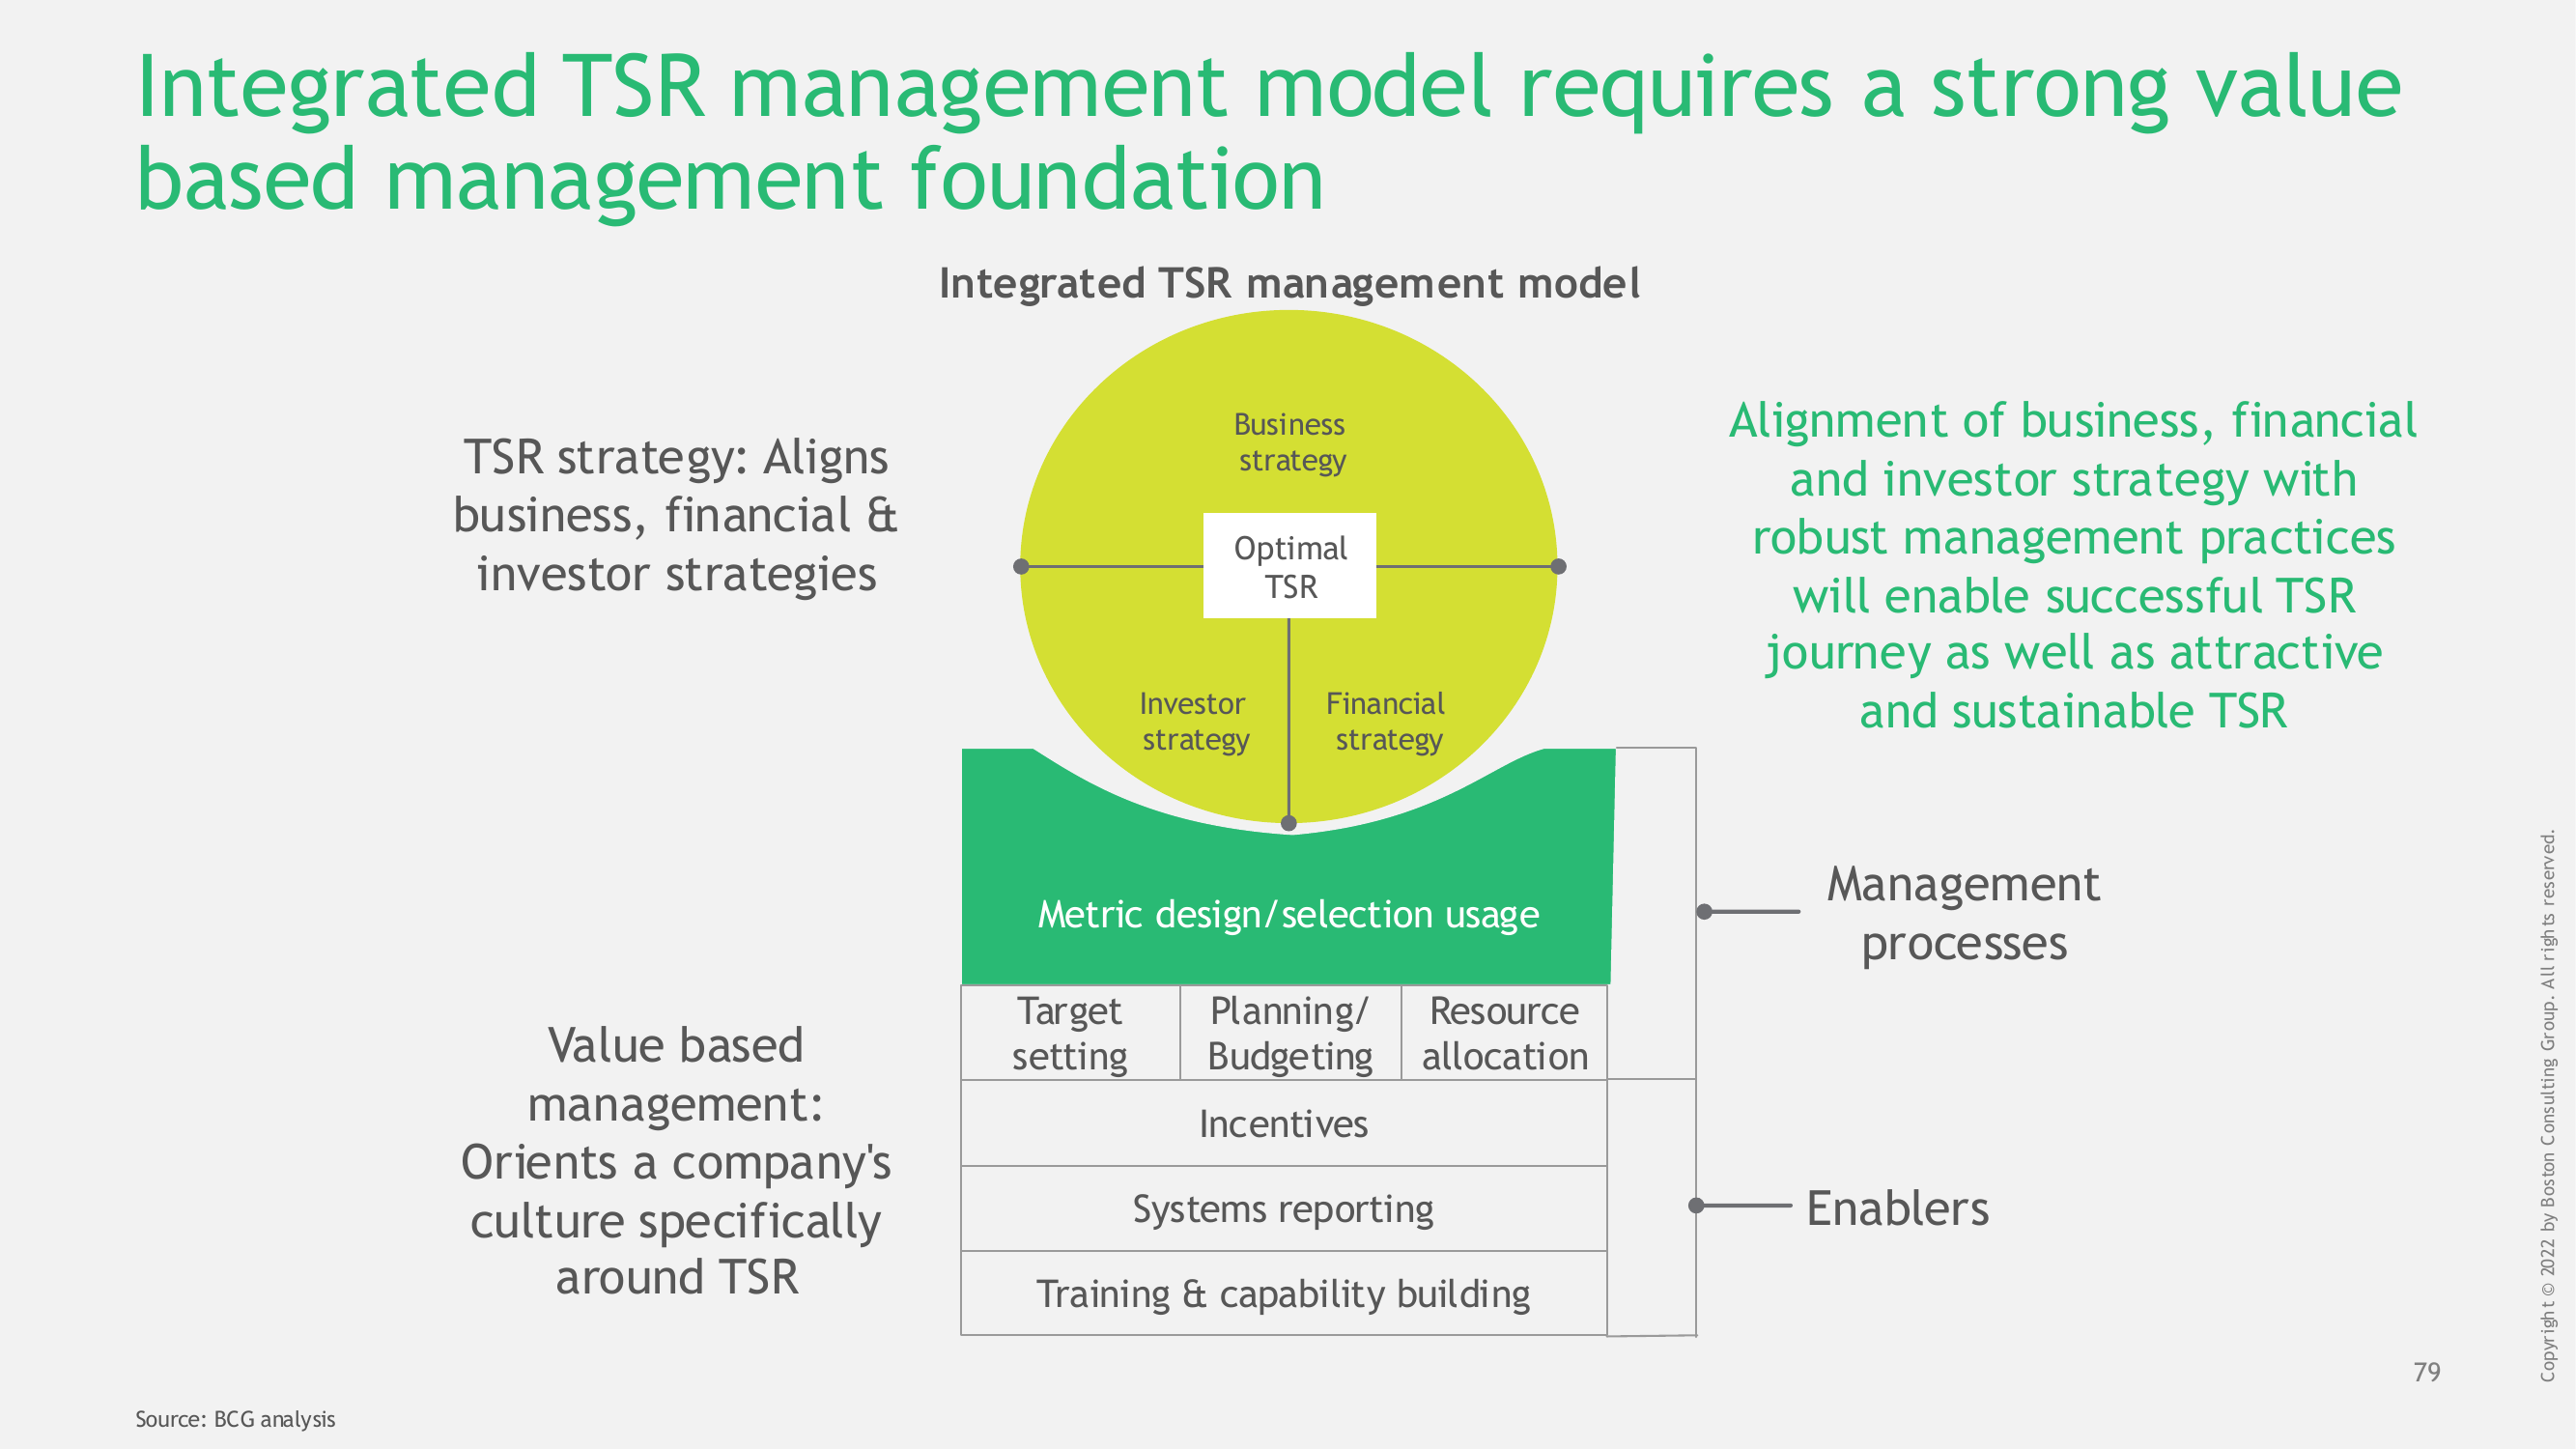 Integrated TSR management model requires a strong value
based management foundation
Integrated TSR management model
TSR strategy: Aligns
business, financial &
investor strategies
Business
strategy
Optimal
TSR
Investor
strategy
Financial
strategy
Alignment of business, financial
and investor strategy with
robust management practices
will enable successful TSR
journey as well as attractive
and sustainable TSR
Metric design/selection usage
Management
processes
Value based
management:
Orients a company's
culture specifically
around TSR
Target
setting
Planning/
Budgeting
Resource
allocation
Incentives
Systems reporting
Training & capability building
Enablers
79
Source: BCG analysis
Copyright © 2022 by Boston Consulting Group. All rights reserved.